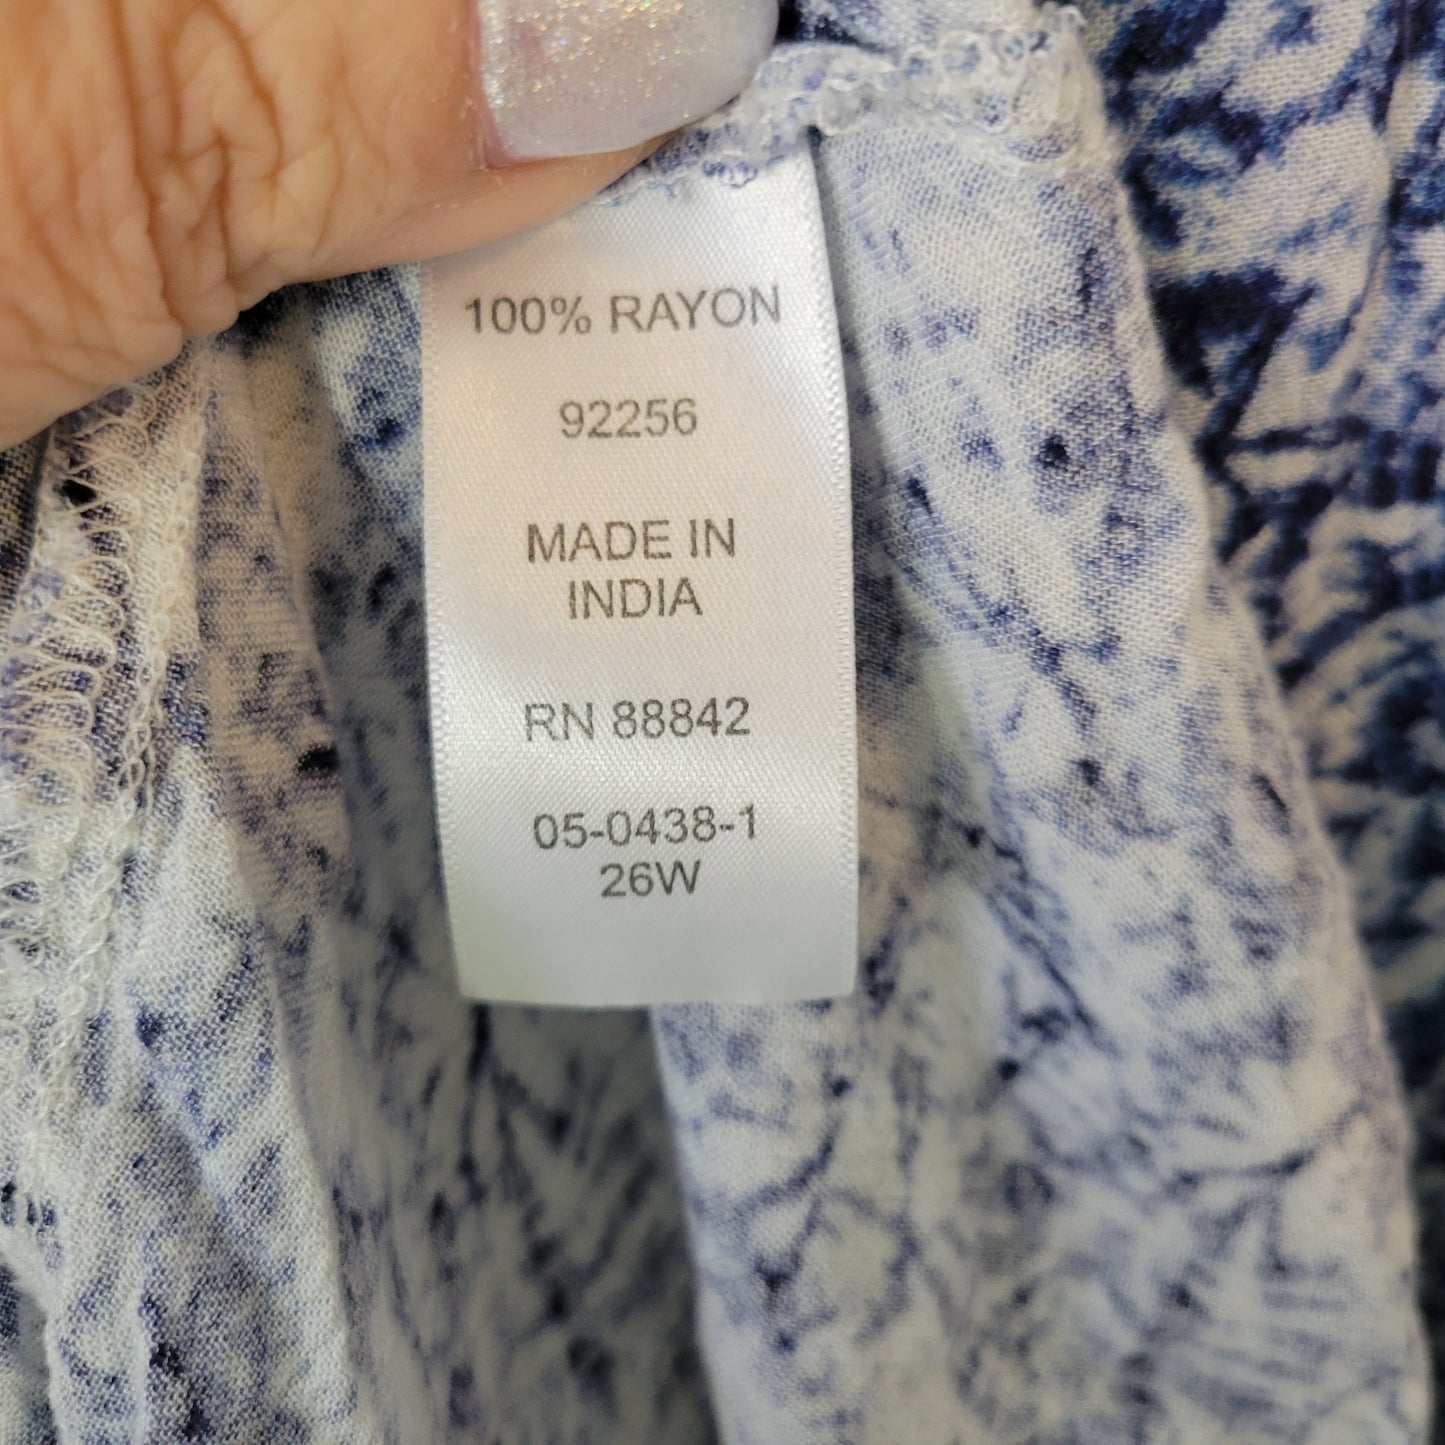 100% RAYON
92256
MADE IN
INDIA
RN 88842
05-0438-1
26W